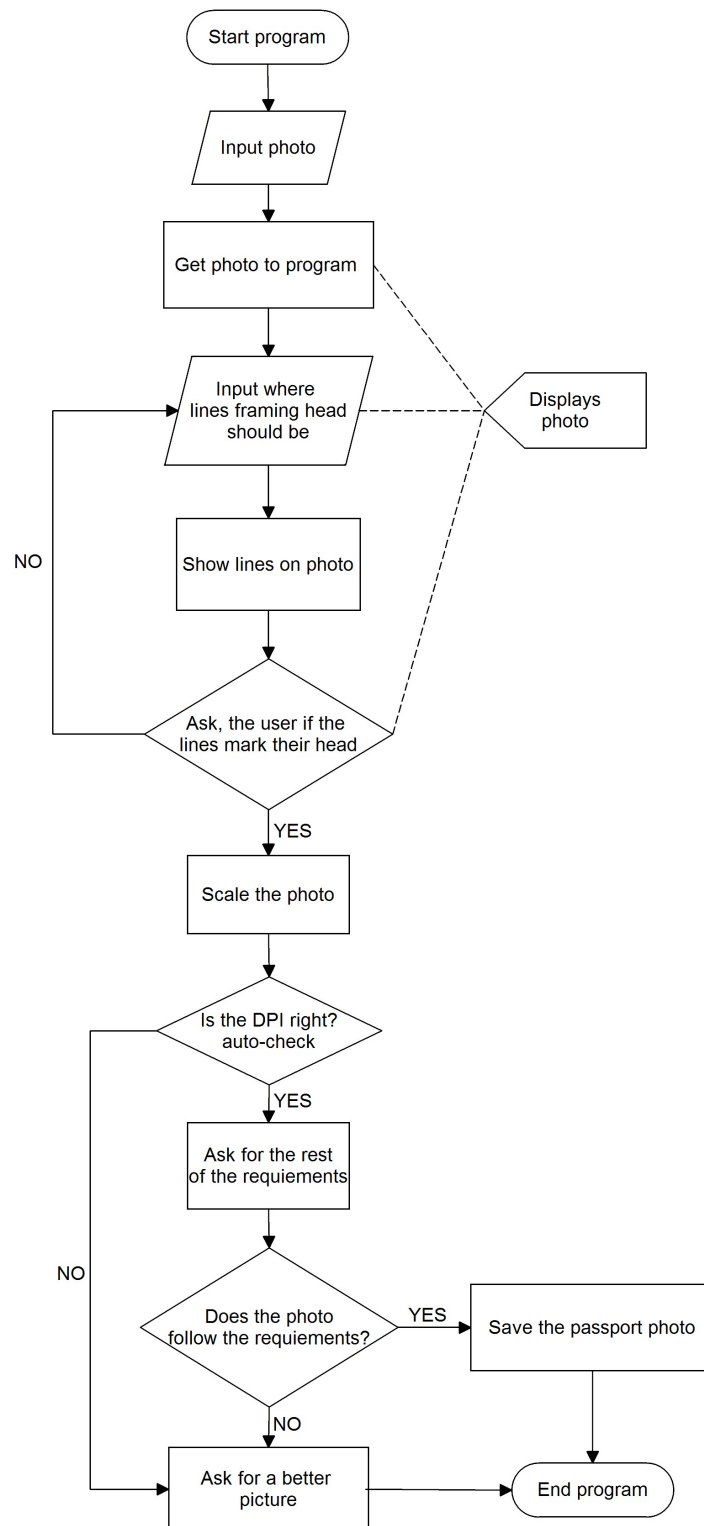 Start program
Input photo
Get photo to program
Input where
lines framing head
should be
Displays
photo
Show lines on photo
NO
Ask, the user if the
lines mark their head
YES
Scale the photo
Is the DPI right?
auto-check
YES
Ask for the rest
of the requiements
NO
Does the photo
follow the requiements?
YES
Save the passport photo
NO
Ask for a better
picture
End program